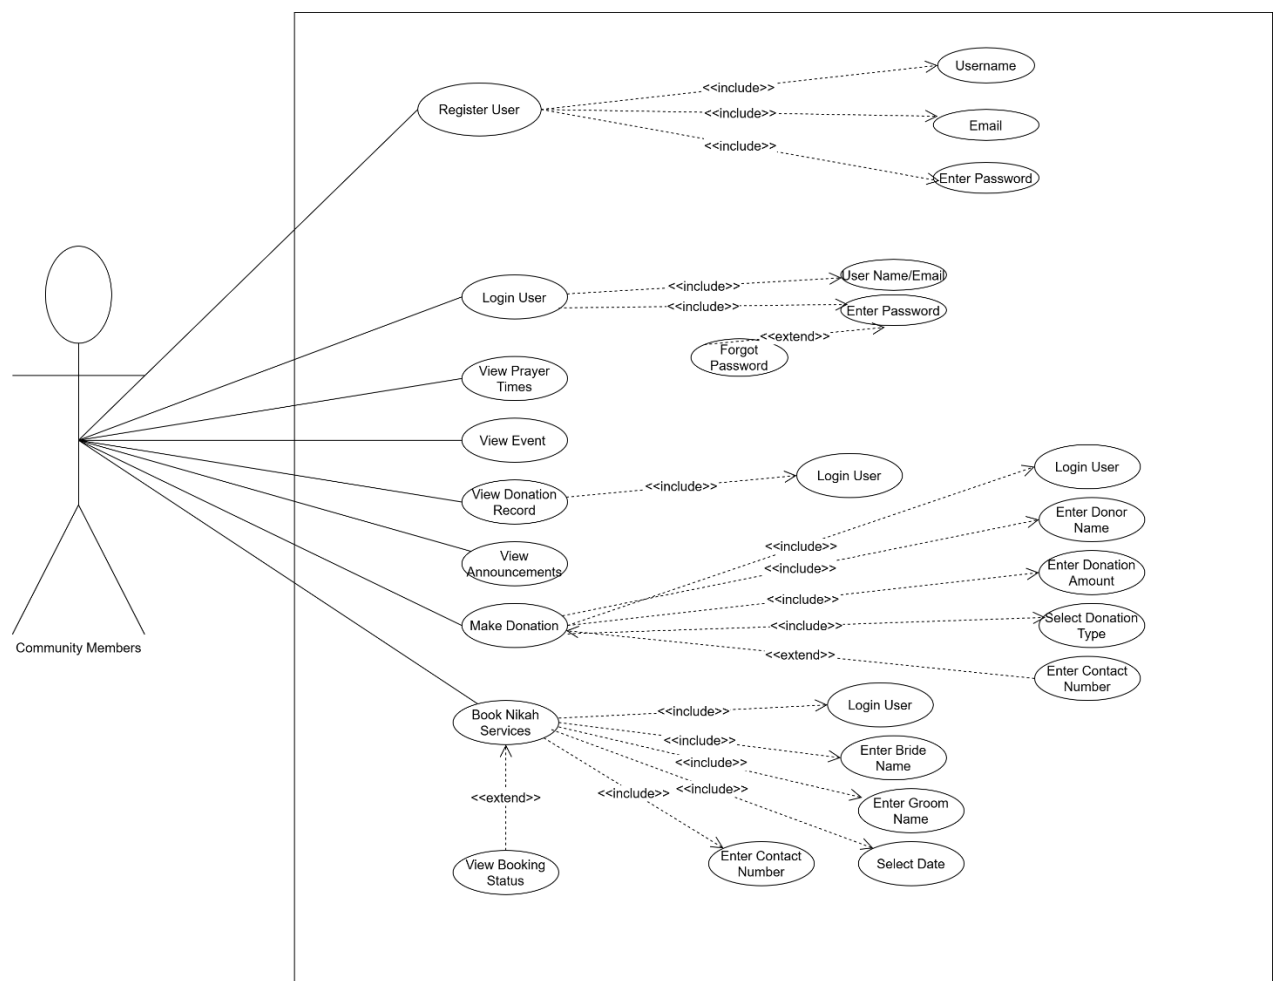 Username
<<include>>
Register User
<<include>>
Email
<<include>>
Enter Password
User Name/Email
<<include>>
Login User
<<include>>
Enter Password
<<extend>>
Forgot
Password
View Prayer
Times
View Event
Login User
Login User
<<include>>
View Donation
Record
Enter Donor
Name
<<include>>
View
Announcements
<<include>>
Enter Donation
Amount
<<include>>
Make Donation
<<include>>
Select Donation
Type
Community Members
<<extend>>
Enter Contact
Number
Login User
<<include>>
Book Nikah
Services
<<include>>
Enter Bride
Name
<<include>>
<<extend>>
<<include>>
<<include>>
Enter Groom
Name
View Booking
Status
Enter Contact
Number
Select Date